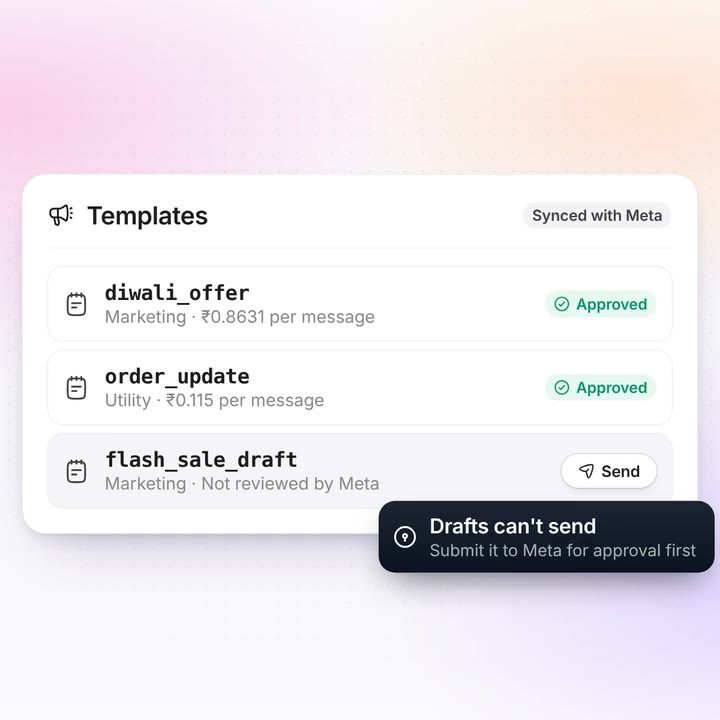 Templates
Synced with Meta
diwali_offer
Marketing · ₹0.8631 per message
Approved
order_update
Utility · ₹0.115 per message
Approved
flash_sale_draft
Marketing · Not reviewed by Meta
Send
Drafts can't send
Submit it to Meta for approval first